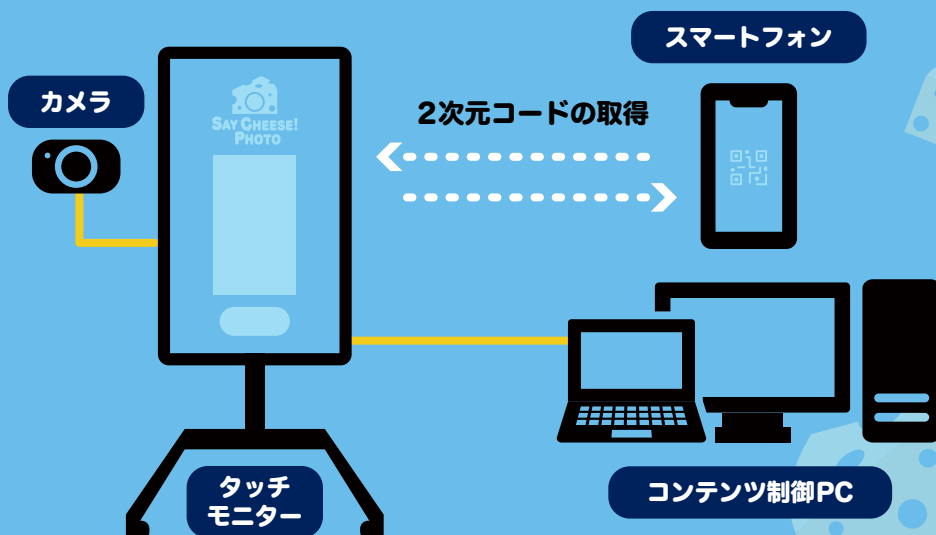 スマートフォン
カメラ
SAY CHEESE!
PHOTO
2次元コードの取得
タッチ
モニター
コンテンツ制御PC